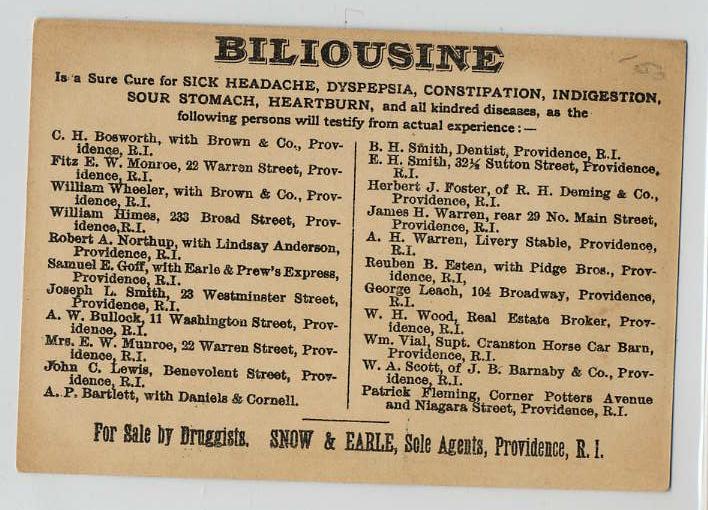 BILIOUSINE
Is a Sure Cure for SICK HEADACHE, DYSPEPSIA, CONSTIPATION, INDIGESTION,
SOUR STOMACH, HEARTBURN, and all kindred diseases, as the
following persons will testify from actual experience:—
C. H. Bosworth, with Brown & Co., Prov-
idence, R.I.
Fitz E. W. Monroe, 22 Warren Street, Prov-
idence, R.I.
William Wheeler, with Brown & Co., Prov-
idence, R.I.
William Himes, 233 Broad Street, Prov-
idence,R.I.
Robert A. Northup, with Lindsay Anderson,
Providence, R.I.
Samuel E. Goff, with Earle & Prew's Express,
Providence, R.I.
Joseph L. Smith, 23 Westminster Street,
Providence, R.I.
A. W. Bullock, 11 Washington Street, Prov-
idence, R.I.
Mrs. E. W. Munroe, 22 Warren Street, Prov-
idence, R.I.
John C. Lewis, Benevolent Street, Prov-
idence, R.I.
A. P. Bartlett, with Daniels & Cornell.
B. H. Smith, Dentist, Providence, R.I.
E. H. Smith, 32½ Sutton Street, Providence,
R.I.
Herbert J. Foster, of R. H. Deming & Co.,
Providence, R.I.
James H. Warren, rear 29 No. Main Street,
Providence, R.I.
A. H. Warren, Livery Stable, Providence,
R.I.
Reuben B. Esten, with Pidge Bros., Prov-
idence, R.I,
George Leach, 104 Broadway, Providence,
R.I.
W. H. Wood, Real Estate Broker, Prov-
idence, R.I.
Wm. Vial, Supt. Cranston Horse Car Barn,
Providence, R.I.
W. A. Scott, of J. B. Barnaby & Co., Prov-
idence, R.I.
Patrick Fleming, Corner Potters Avenue
and Niagara Street, Providence, R.I.
For Sale by Druggists. SNOW & EARLE, Sole Agents, Providence, R. I.